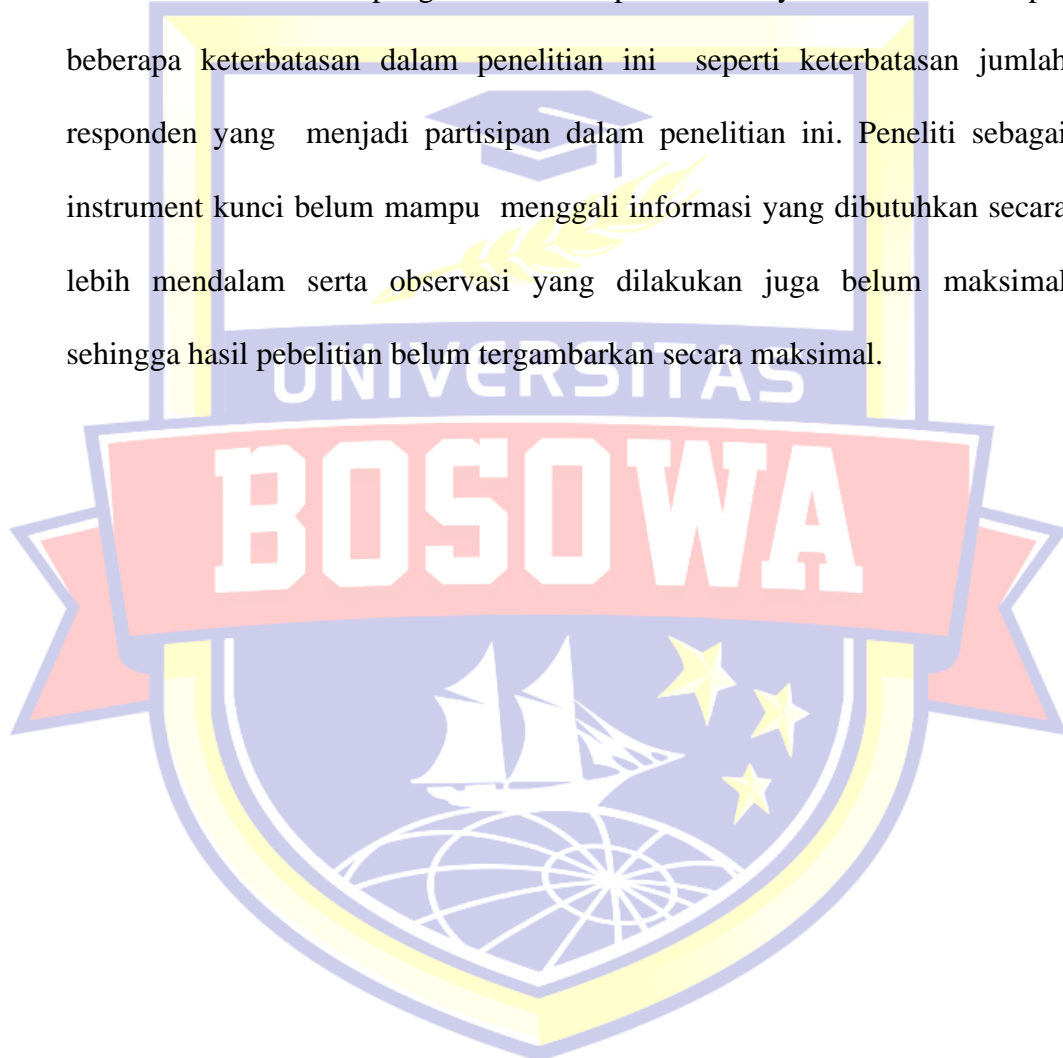 beberapa keterbatasan dalam penelitian ini seperti keterbatasan jumlah
responden yang menjadi partisipan dalam penelitian ini. Peneliti sebagai
instrument kunci belum mampu menggali informasi yang dibutuhkan secara
lebih mendalam serta observasi yang dilakukan juga belum maksimal
sehingga hasil pebelitian belum tergambarkan secara maksimal.
UNIVERSITAS
BOSOWA